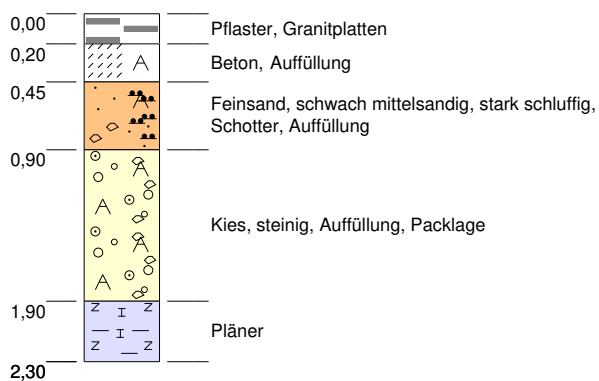 0,00
Pflaster, Granitplatten
0,20
Beton, Auffüllung
0,45
Feinsand, schwach mittelsandig, stark schluffig,
Schotter, Auffüllung
0,90
Kies, steinig, Auffüllung, Packlage
1,90
Pläner
2,30